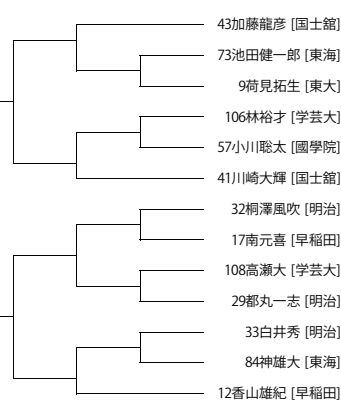 43加藤龍彦 [国士舘]
73池田健一郎 [東海]
9荷見拓生 [東大]
106林裕才 [学芸大]
57小川聡太 [國學院]
41川崎大輝 [国士舘]
32桐澤風吹 [明治]
17南元喜 [早稲田]
108高瀬大 [学芸大]
29都丸一志 [明治]
33白井秀 [明治]
84神雄大 [東海]
12香山雄紀 [早稲田]